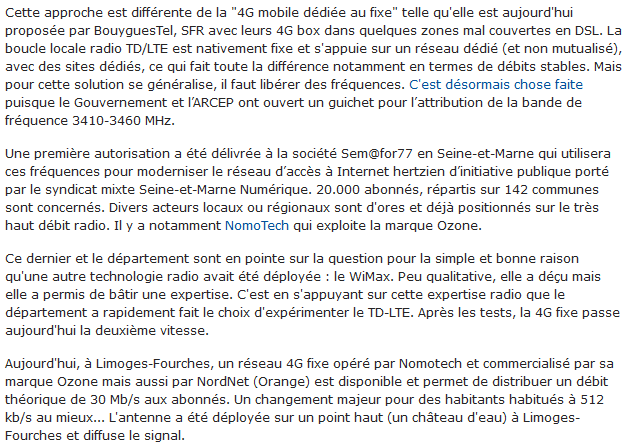 Cette approche est différente de la "4G mobile dédiée au fixe" telle qu'elle est aujourd'hui
proposée par BouyguesTel, SFR avec leurs 4G box dans quelques zones mal couvertes en DSL. La
boucle locale radio TD/LTE est nativement fixe et s'appuie sur un réseau dédié (et non mutualisé),
avec des sites dédiés, ce qui fait toute la différence notamment en termes de débits stables. Mais
pour cette solution se généralise, il faut libérer des fréquences. C'est désormais chose faite
puisque le Gouvernement et l’ARCEP ont ouvert un guichet pour l’attribution de la bande de
fréquence 3410-3460 MHz.
Une première autorisation a été délivrée à la société Sem@for77 en Seine-et-Marne qui utilisera
ces fréquences pour moderniser le réseau d’accès à Internet hertzien d’initiative publique porté
par le syndicat mixte Seine-et-Marne Numérique. 20.000 abonnés, répartis sur 142 communes
sont concernés. Divers acteurs locaux ou régionaux sont d'ores et déjà positionnés sur le très
haut débit radio. Il y a notamment NomoTech qui exploite la marque Ozone.
Ce dernier et le département sont en pointe sur la question pour la simple et bonne raison
qu'une autre technologie radio avait été déployée : le WiMax. Peu qualitative, elle a déçu mais
elle a permis de bâtir une expertise. C'est en s'appuyant sur cette expertise radio que le
département a rapidement fait le choix d'expérimenter le TD-LTE. Après les tests, la 4G fixe passe
aujourd'hui la deuxième vitesse.
Aujourd'hui, à Limoges-Fourches, un réseau 4G fixe opéré par Nomotech et commercialisé par sa
marque Ozone mais aussi par NordNet (Orange) est disponible et permet de distribuer un débit
théorique de 30 Mb/s aux abonnés. Un changement majeur pour des habitants habitués à 512
kb/s au mieux... L'antenne a été déployée sur un point haut (un château d'eau) à Limoges-
Fourches et diffuse le signal.